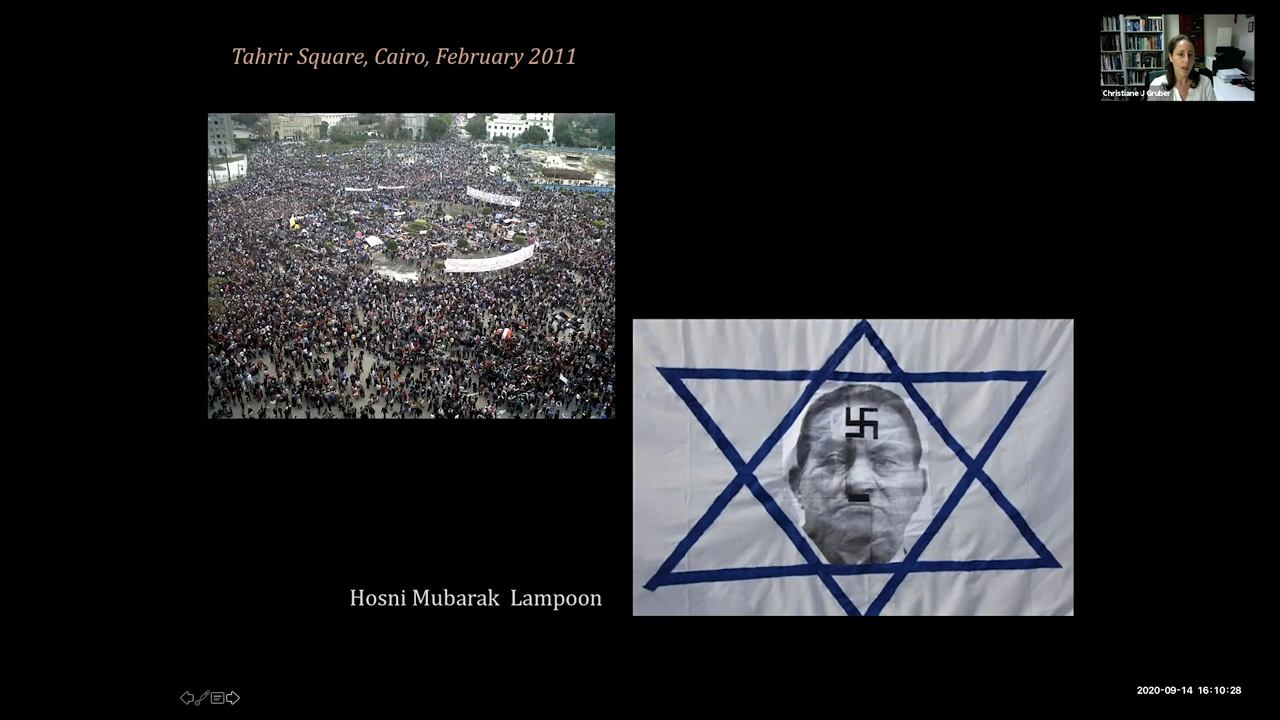 Tahrir Square, Cairo, February 2011
Christiane J Gruber
Hosni Mubarak Lampoon
2020-09-14 16:10:28